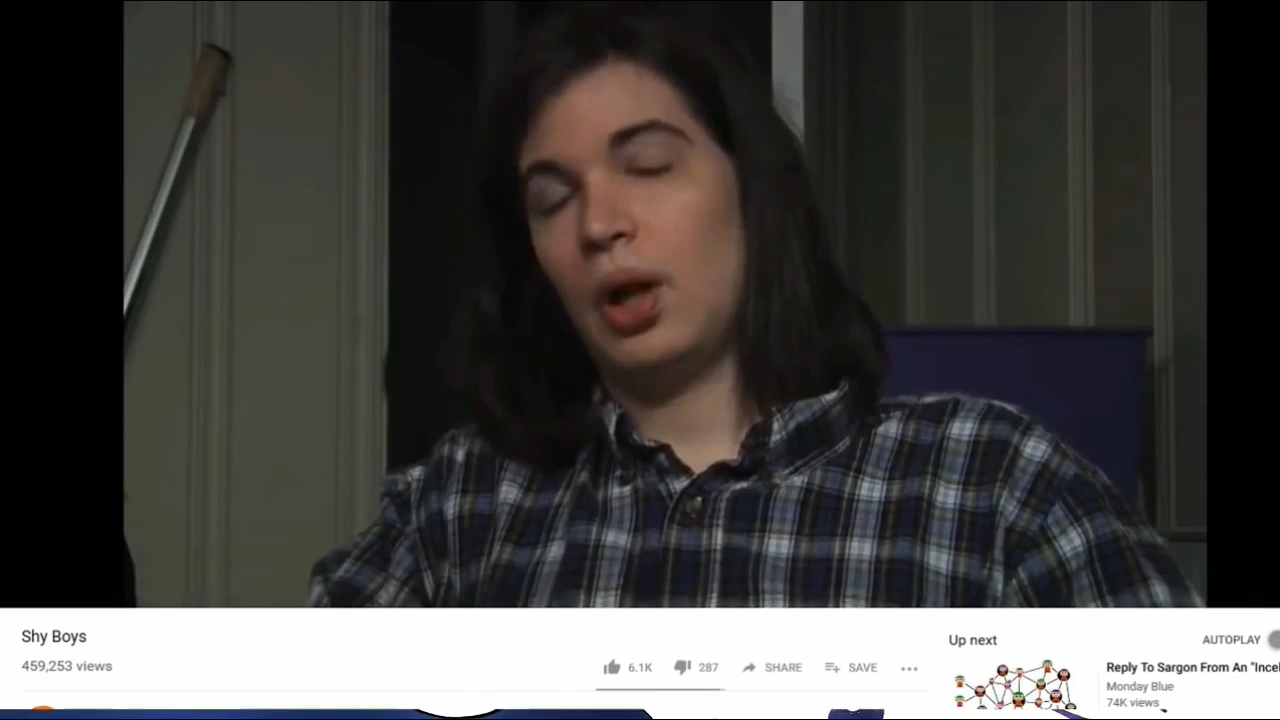 Shy Boys
459,253 views
6.1K
287
SHARE
SAVE
Up next
AUTOPLAY
Reply To Sargon From An "Incel
Monday Blue
74K views